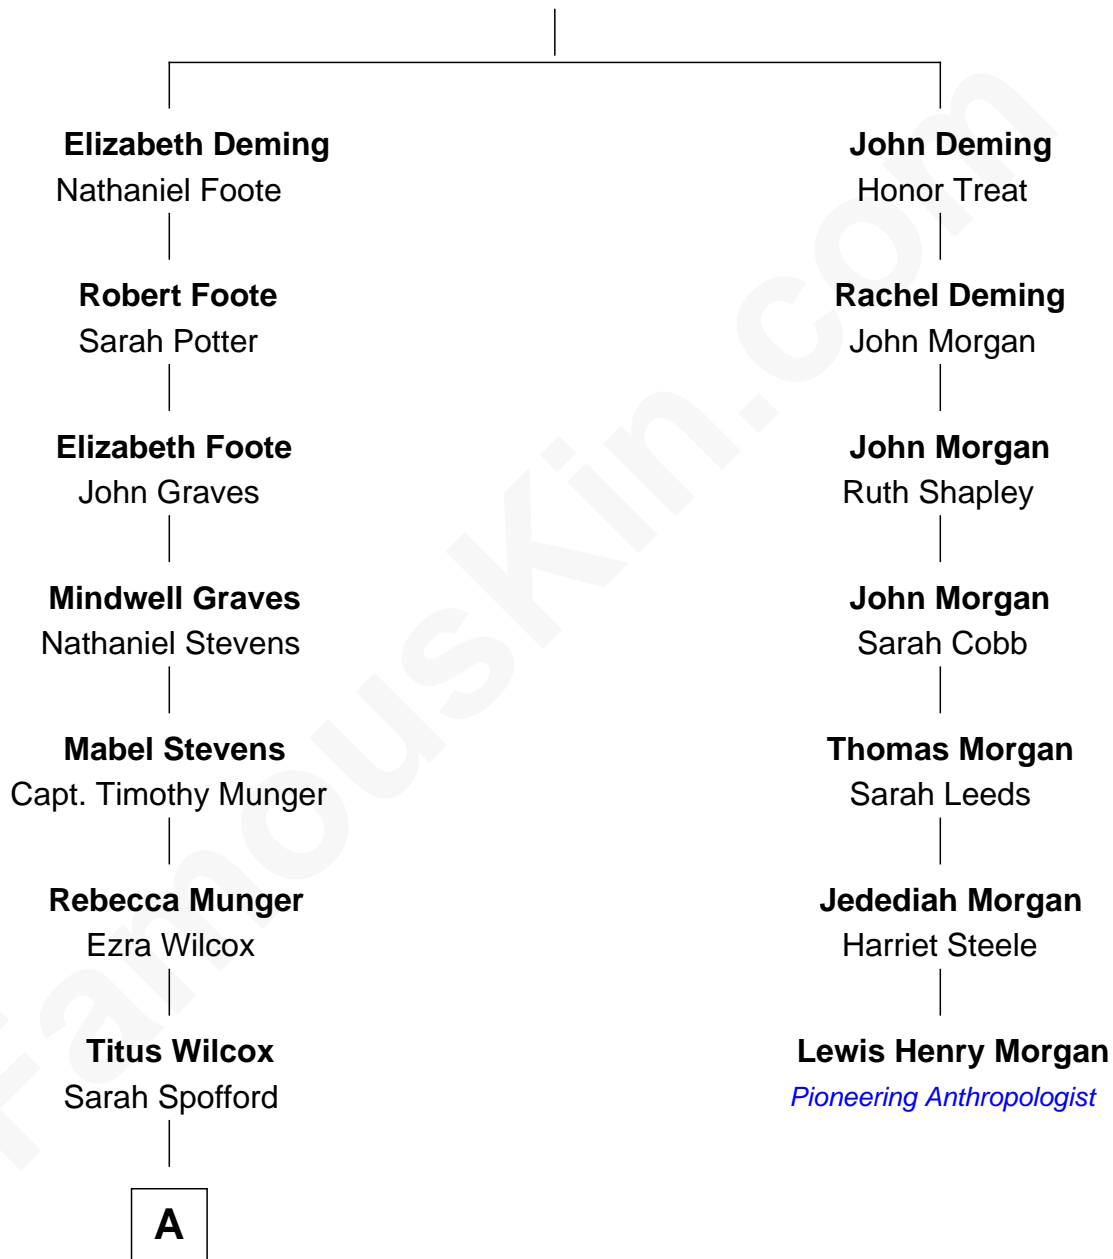 Elizabeth Deming
Nathaniel Foote
Robert Foote
Sarah Potter
Elizabeth Foote
John Graves
Mindwell Graves
Nathaniel Stevens
Mabel Stevens
Capt. Timothy Munger
Rebecca Munger
Ezra Wilcox
Titus Wilcox
Sarah Spofford
A
John Deming
Honor Treat
Rachel Deming
John Morgan
John Morgan
Ruth Shapley
John Morgan
Sarah Cobb
Thomas Morgan
Sarah Leeds
Jedediah Morgan
Harriet Steele
Lewis Henry Morgan
Pioneering Anthropologist
FamousKin.com